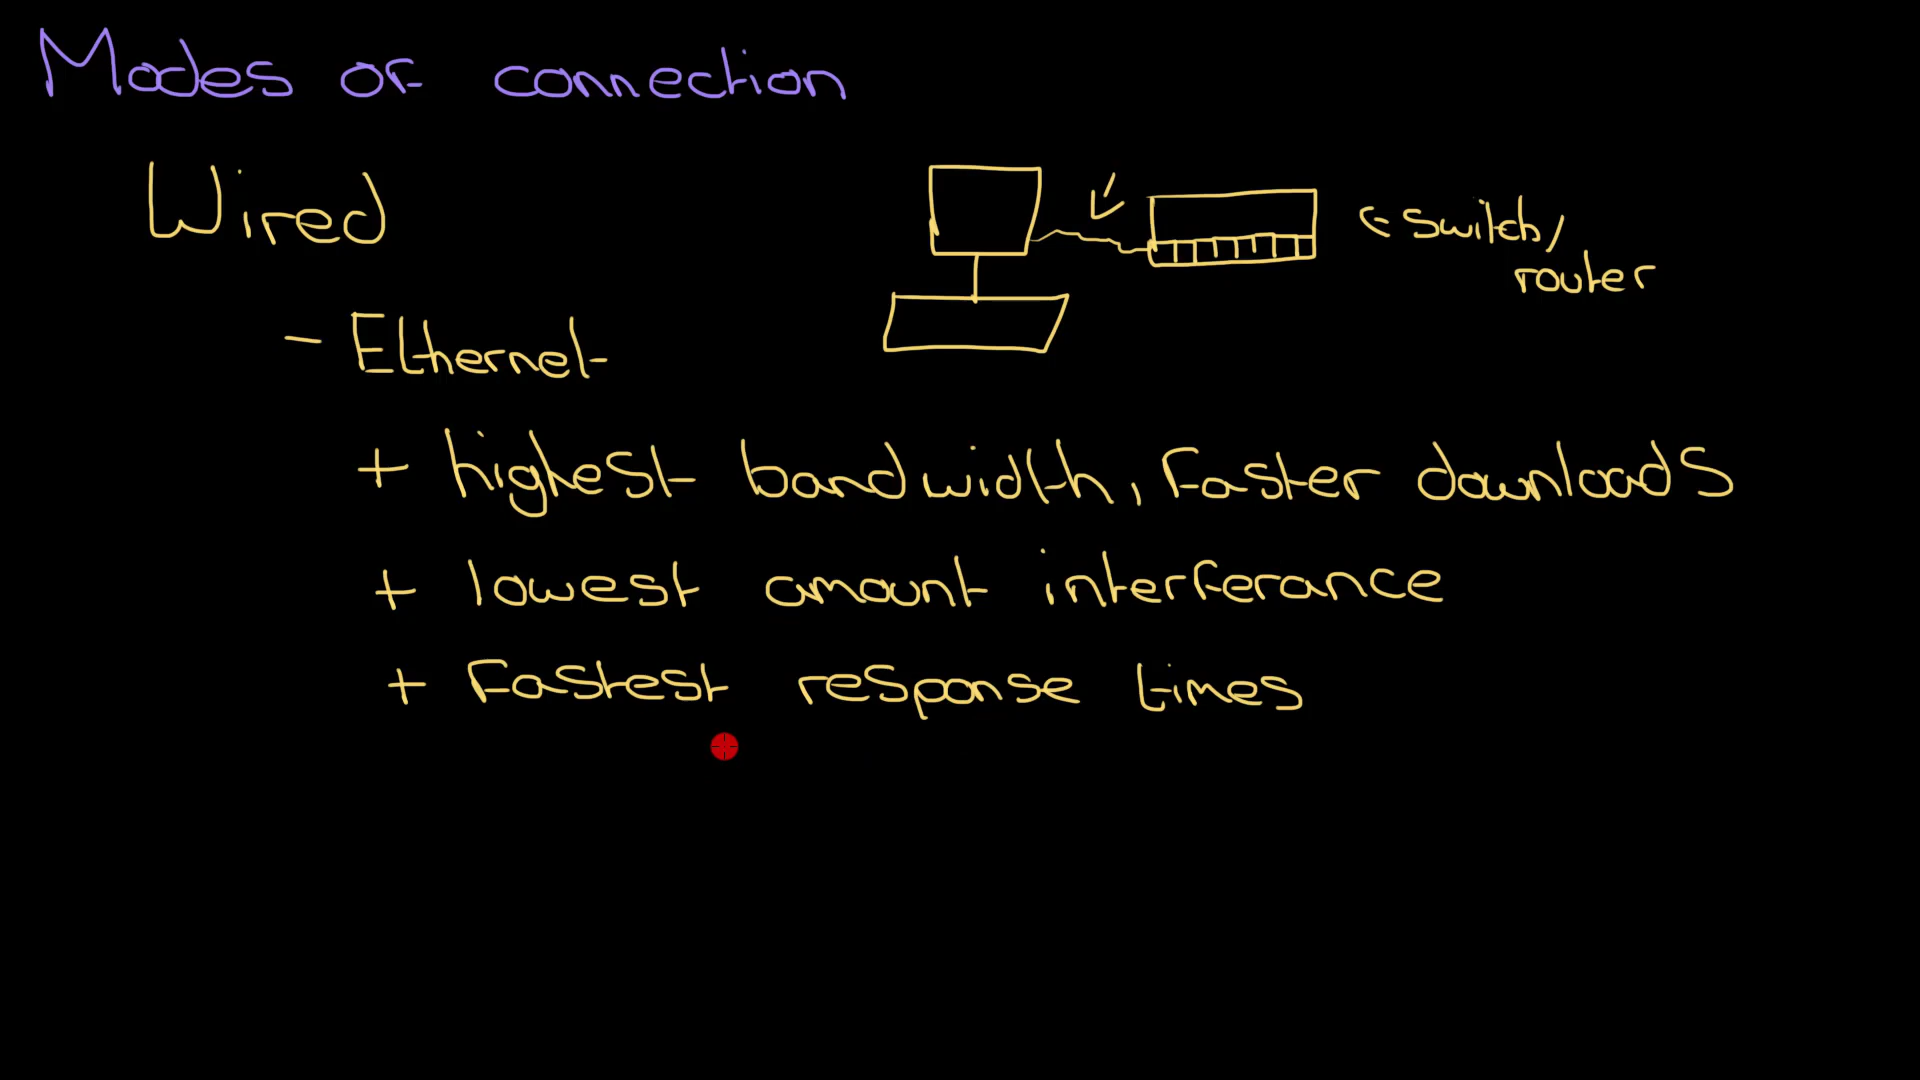 Modes of connection
Wired
← switch/
router
- Ethernet
+ highest bandwidth, faster downloads
+ lowest amount interferance
+ fastest response times